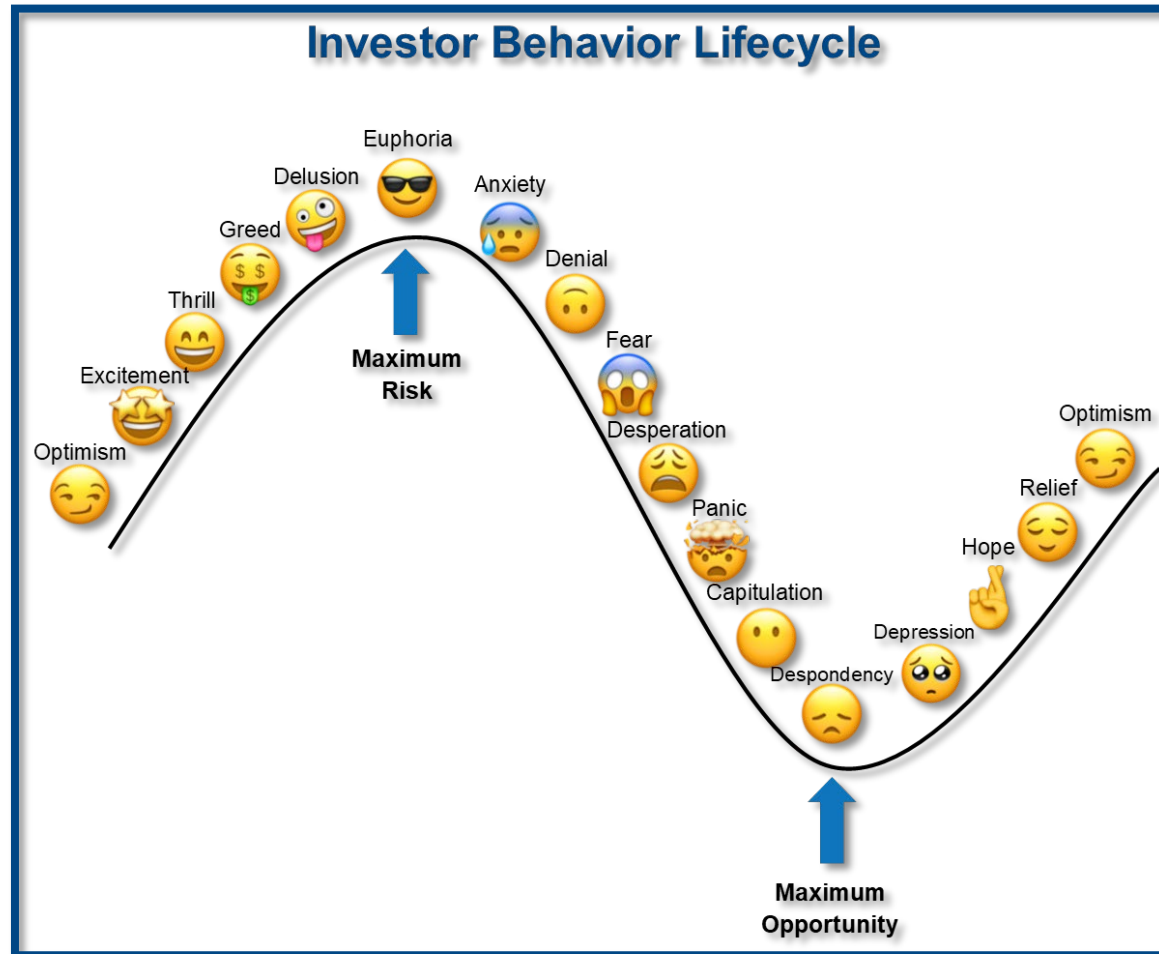 Investor Behavior Lifecycle
Optimism
Excitement
Thrill
Greed
Delusion
Euphoria
Maximum
Risk
Anxiety
Denial
Fear
Desperation
Panic
Capitulation
Despondency
Maximum
Opportunity
Depression
Hope
Relief
Optimism